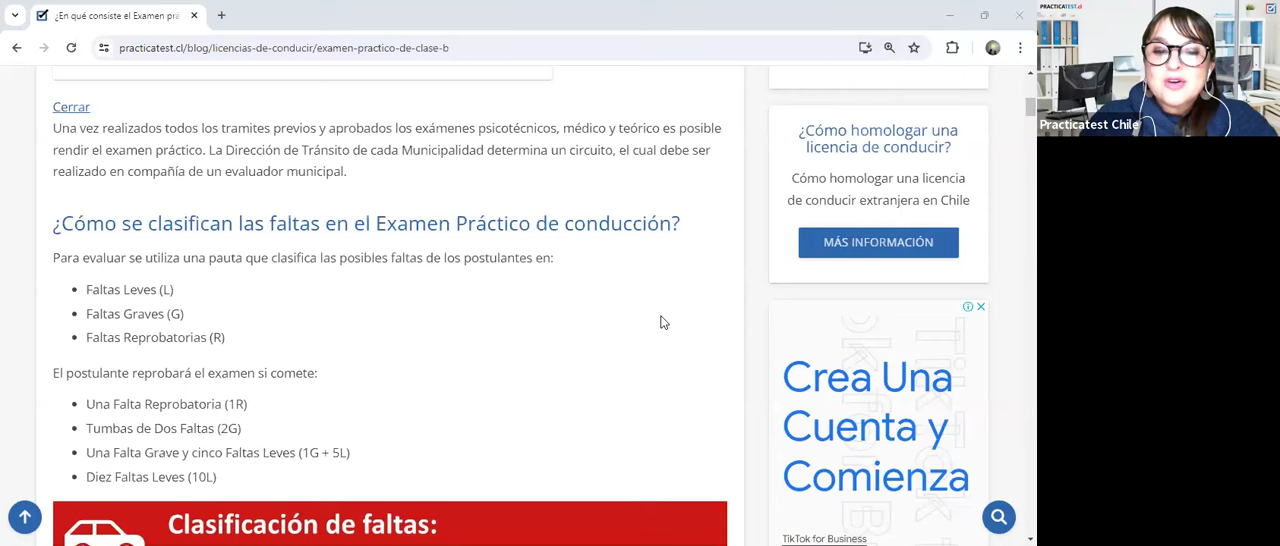 ¿En qué consiste el Examen prá
practicatest.cl/blog/licencias-de-conducir/examen-practico-de-clase-b
PRACTICATEST.cl
Practicatest Chile
Cerrar
Una vez realizados todos los tramites previos y aprobados los exámenes psicotécnicos, médico y teórico es posible
rendir el examen práctico. La Dirección de Tránsito de cada Municipalidad determina un circuito, el cual debe ser
realizado en compañía de un evaluador municipal.
¿Cómo se clasifican las faltas en el Examen Práctico de conducción?
Para evaluar se utiliza una pauta que clasifica las posibles faltas de los postulantes en:
Faltas Leves (L)
Faltas Graves (G)
Faltas Reprobatorias (R)
El postulante reprobará el examen si comete:
Una Falta Reprobatoria (1R)
Tumbas de Dos Faltas (2G)
Una Falta Grave y cinco Faltas Leves (1G + 5L)
Diez Faltas Leves (10L)
Clasificación de faltas:
¿Cómo homologar una
licencia de conducir?
Cómo homologar una licencia
de conducir extranjera en Chile
MÁS INFORMACIÓN
Crea Una
Cuenta y
Comienza
TikTok for Business